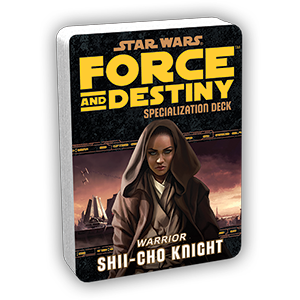 STAR WARS
FORCE
AND DESTINY
SPECIALIZATION DECK
WARRIOR
SHII-CHO KNIGHT